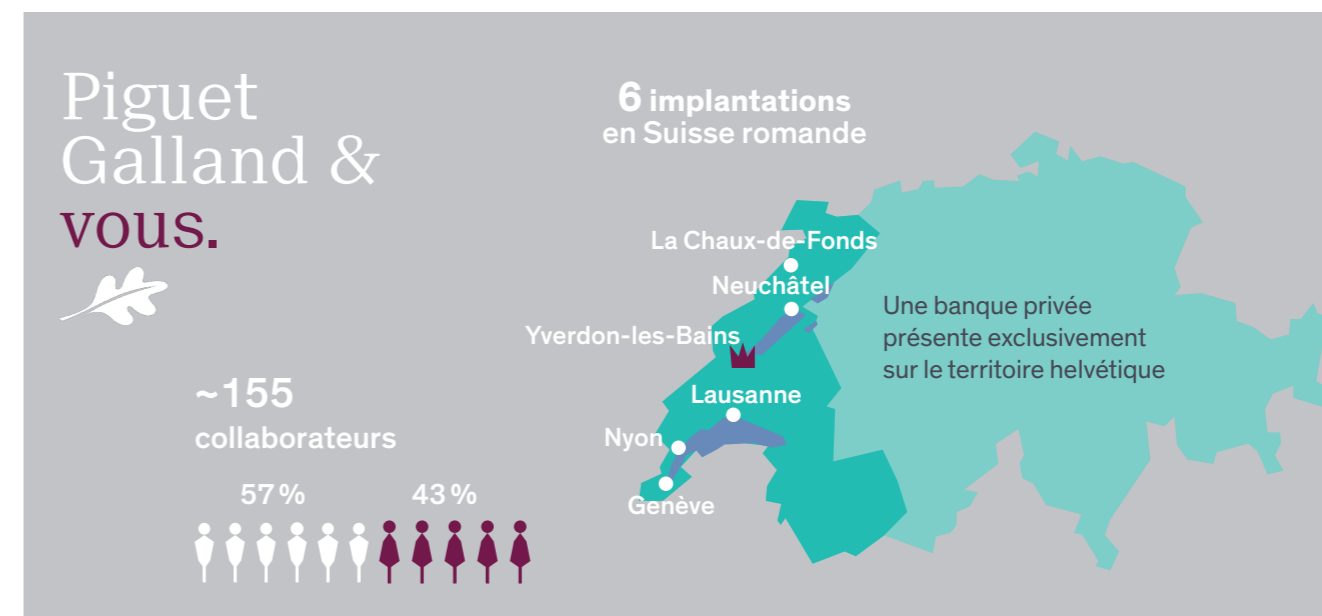 Piguet
Galland &
vous.
6 implantations
en Suisse romande
La Chaux-de-Fonds
Neuchâtel
Yverdon-les-Bains
Lausanne
Nyon
Genève
Une banque privée
présente exclusivement
sur le territoire helvétique
~155
collaborateurs
57 %
43 %